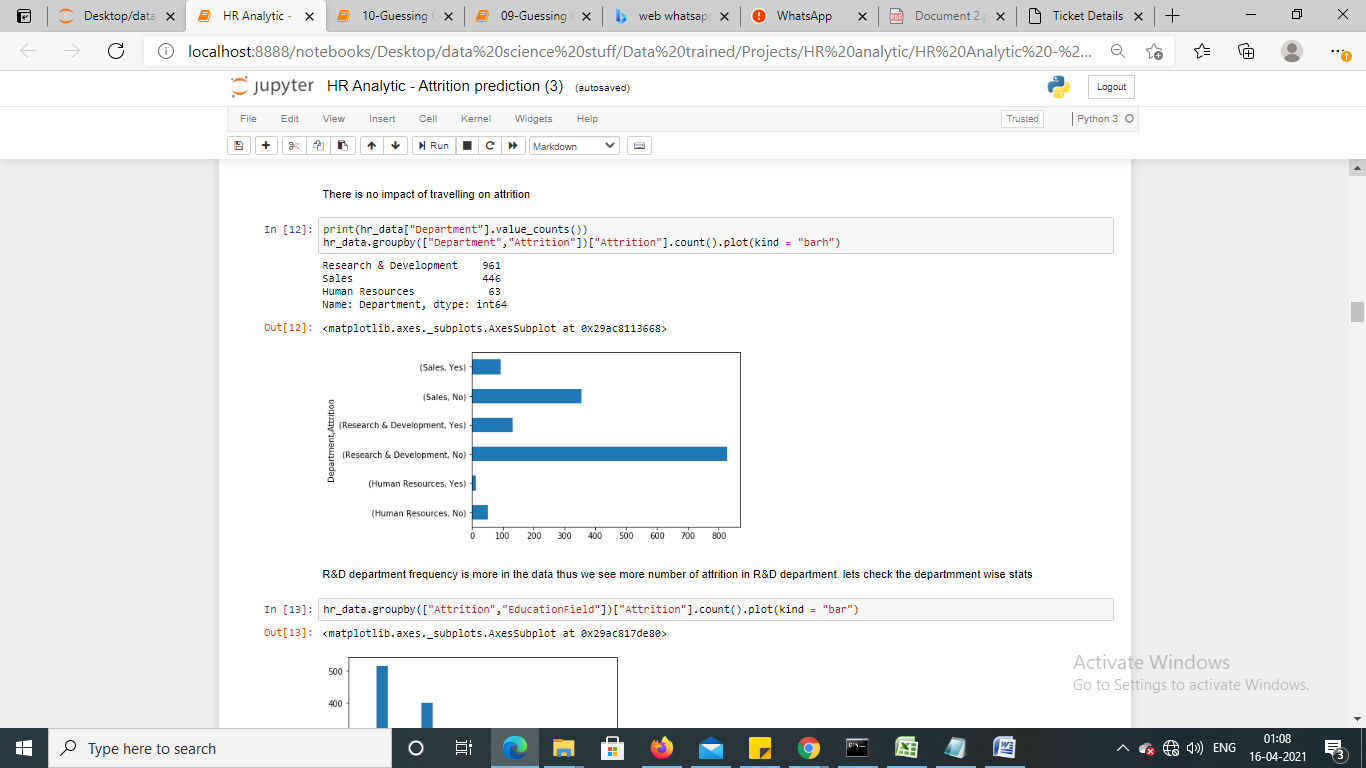 Desktop/data
HR Analytic -
10-Guessing
09-Guessing
web whatsap
WhatsApp
Document 2.p
Ticket Details
localhost:8888/notebooks/Desktop/data%20science%20stuff/Data%20trained/Projects/HR%20analytic/HR%20Analytic%20-%2...
jupyter HR Analytic - Attrition prediction (3) (autosaved)
Logout
File Edit View Insert Cell Kernel Widgets Help
Trusted
Python 3
Run
Markdown
There is no impact of travelling on attrition
In [12]: print(hr_data["Department"].value_counts())
hr_data.groupby(["Department","Attrition"])["Attrition"].count().plot(kind = "barh")
Research & Development 961
Sales 446
Human Resources 63
Name: Department, dtype: int64
Out[12]: <matplotlib.axes._subplots.AxesSubplot at 0x29ac8113668>
Department,Attrition
(Sales, Yes)
(Sales, No)
(Research & Development, Yes)
(Research & Development, No)
(Human Resources, Yes)
(Human Resources, No)
0 100 200 300 400 500 600 700 800
R&D department frequency is more in the data thus we see more number of attrition in R&D department. lets check the departmment wise stats
In [13]: hr_data.groupby(["Attrition","EducationField"])["Attrition"].count().plot(kind = "bar")
Out[13]: <matplotlib.axes._subplots.AxesSubplot at 0x29ac817de80>
500
400
Activate Windows
Go to Settings to activate Windows.
Type here to search
ENG
01:08
16-04-2021
3